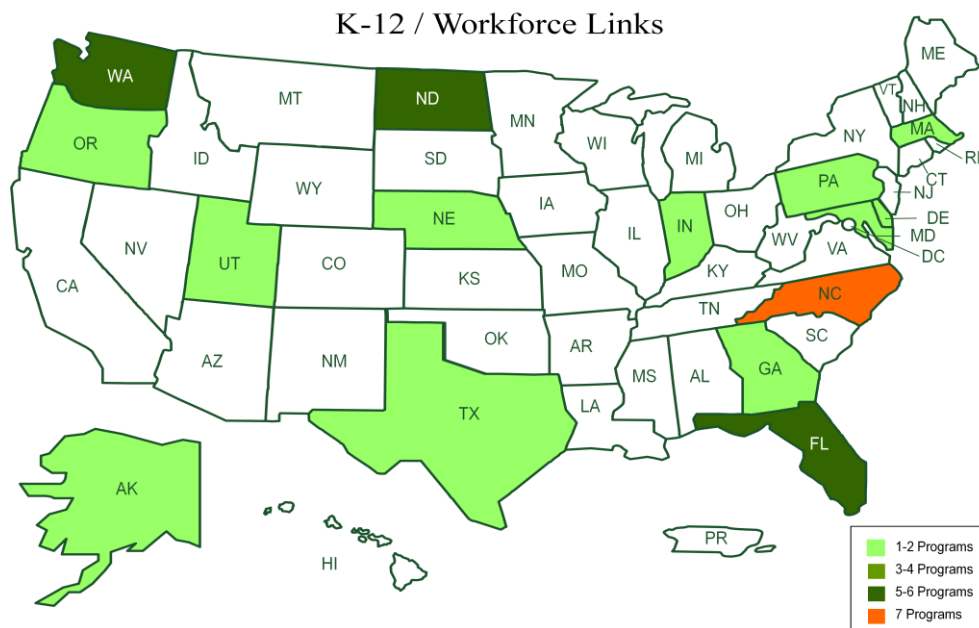 K-12 / Workforce Links
WA
MT
ND
MN
ME
VT
NH
OR
ID
SD
WI
MI
NY
MA
RI
WY
CT
PA
NJ
NE
IA
OH
IN
IL
DE
NV
UT
CO
WV
MD
VA
DC
CA
KS
MO
KY
NC
TN
OK
SC
AZ
NM
AR
MS
AL
GA
TX
LA
FL
AK
PR
HI
1-2 Programs
3-4 Programs
5-6 Programs
7 Programs